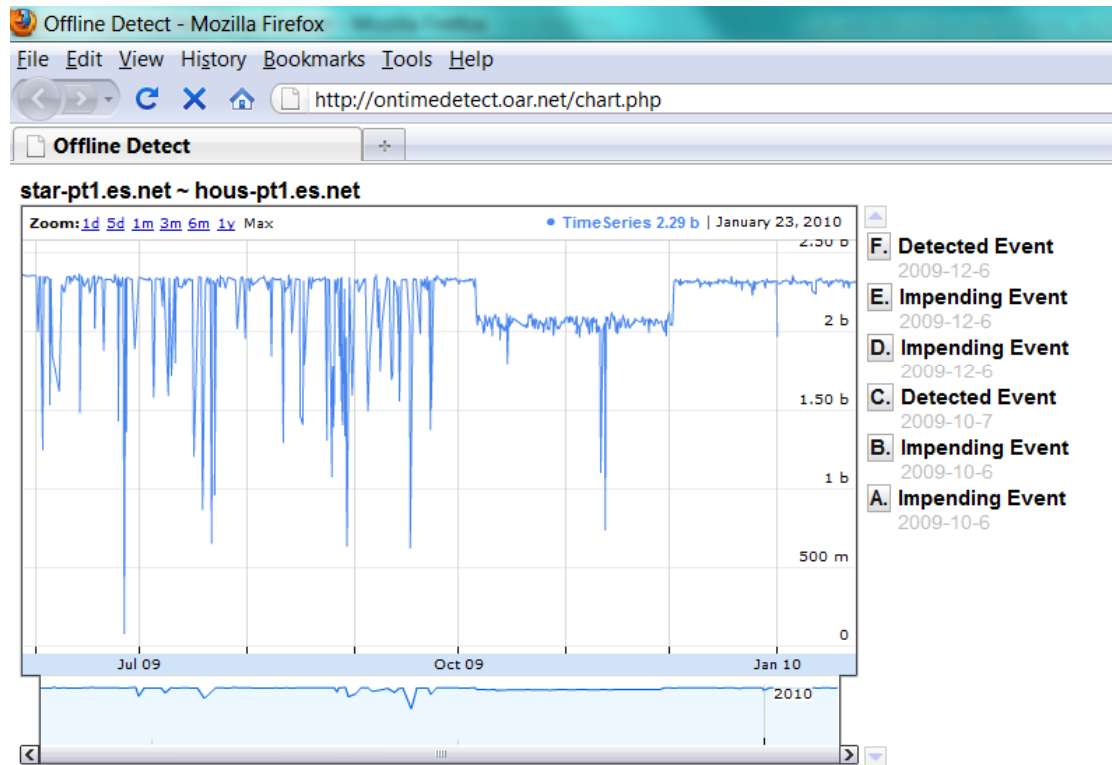 Offline Detect - Mozilla Firefox
File Edit View History Bookmarks Tools Help
http://ontimedetect.oar.net/chart.php
Offline Detect
star-pt1.es.net ~ hous-pt1.es.net
Zoom: 1d 5d 1m 3m 6m 1y Max
TimeSeries 2.29 b | January 23, 2010
2.50 b
2 b
1.50 b
1 b
500 m
0
Jul 09 Oct 09 Jan 10
2010
F. Detected Event
2009-12-6
E. Impending Event
2009-12-6
D. Impending Event
2009-12-6
C. Detected Event
2009-10-7
B. Impending Event
2009-10-6
A. Impending Event
2009-10-6